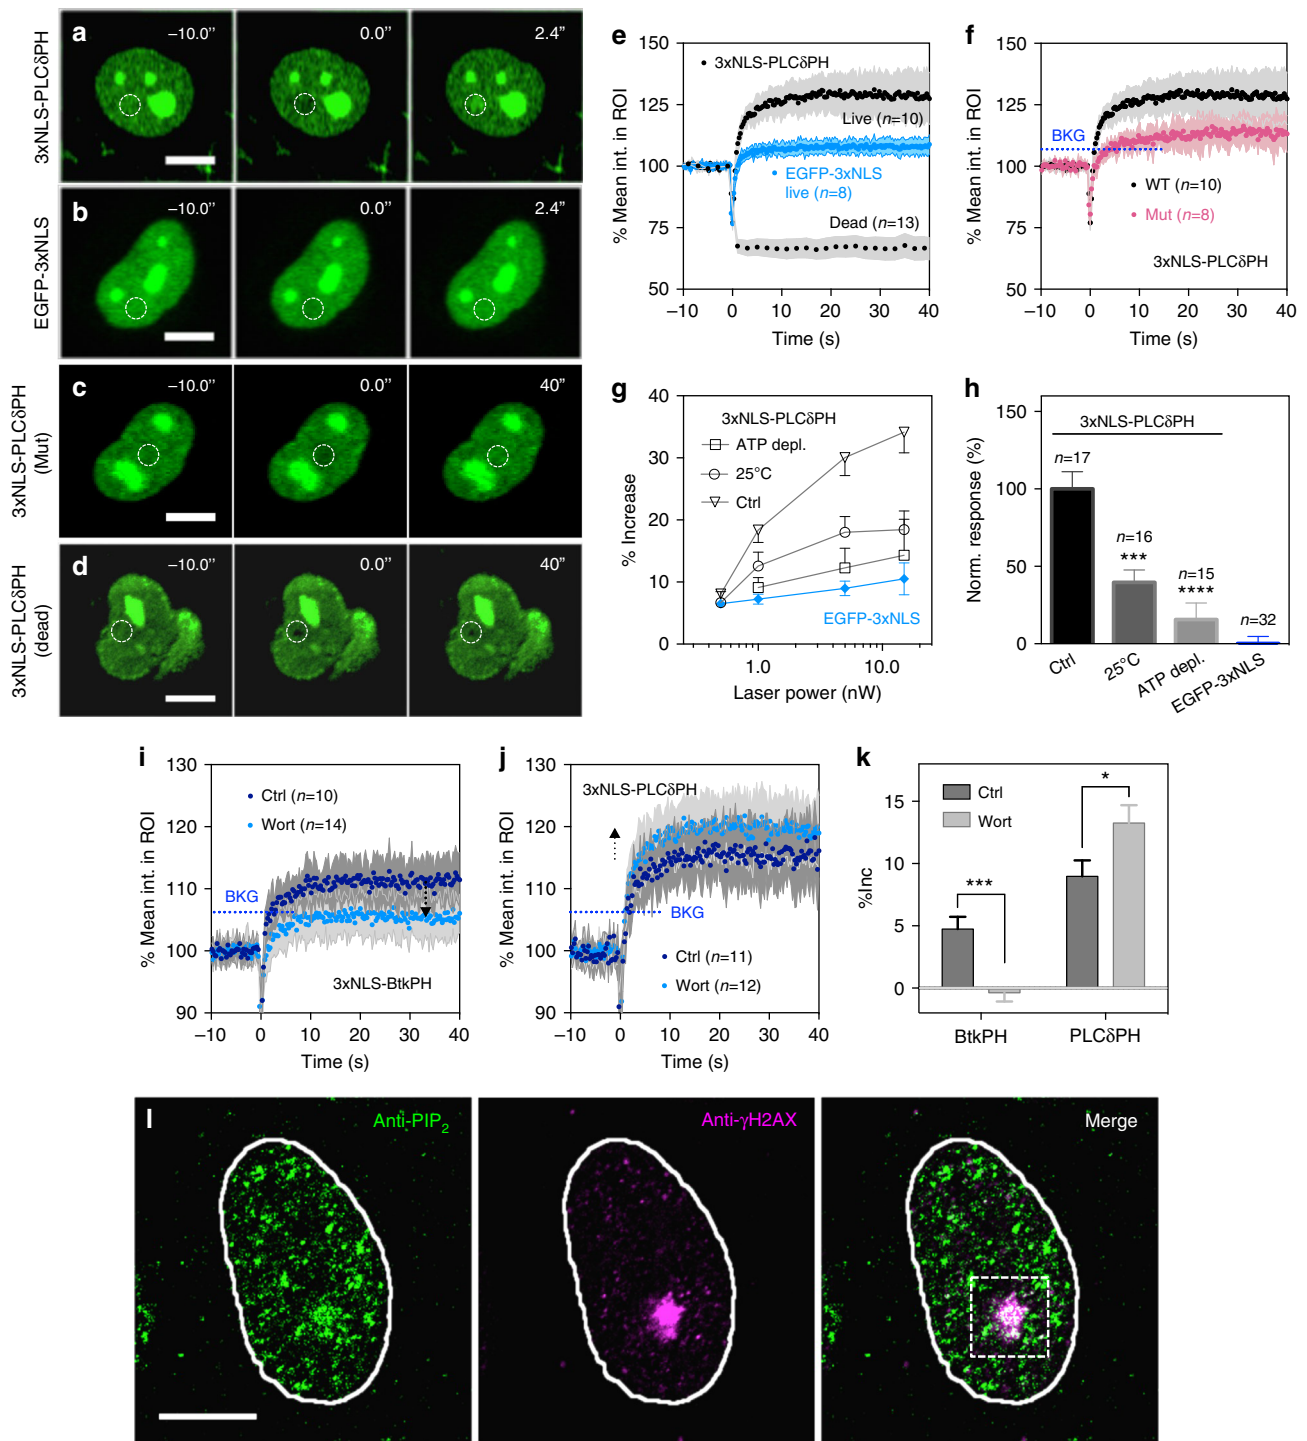 a
3xNLS-PLCδPH
−10.0’’
0.0’’
2.4’’
b
EGFP-3xNLS
−10.0’’
0.0’’
2.4’’
c
3xNLS-PLCδPH
(Mut)
−10.0’’
0.0’’
40’’
d
3xNLS-PLCδPH
(dead)
−10.0’’
0.0’’
40’’
e
150
125
100
75
50
% Mean int. in ROI
3xNLS-PLCδPH
Live (n=10)
EGFP-3xNLS
live (n=8)
Dead (n=13)
−10 0 10 20 30 40
Time (s)
f
150
125
100
75
50
% Mean int. in ROI
BKG
WT (n=10)
Mut (n=8)
3xNLS-PLCδPH
−10 0 10 20 30 40
Time (s)
g
40
30
20
10
0
% Increase
3xNLS-PLCδPH
ATP depl.
25°C
Ctrl
EGFP-3xNLS
1.0 10.0
Laser power (nW)
h
150
100
50
0
Norm. response (%)
3xNLS-PLCδPH
n=17
n=16
***
n=15
****
n=32
Ctrl
25°C
ATP depl.
EGFP-3xNLS
i
130
120
110
100
90
% Mean int. in ROI
Ctrl (n=10)
Wort (n=14)
BKG
3xNLS-BtkPH
−10 0 10 20 30 40
Time (s)
j
130
120
110
100
90
% Mean int. in ROI
3xNLS-PLCδPH
BKG
Ctrl (n=11)
Wort (n=12)
−10 0 10 20 30 40
Time (s)
k
15
10
5
0
%Inc
Ctrl
Wort
***
*
BtkPH
PLCδPH
l
Anti-PIP₂
Anti-γH2AX
Merge